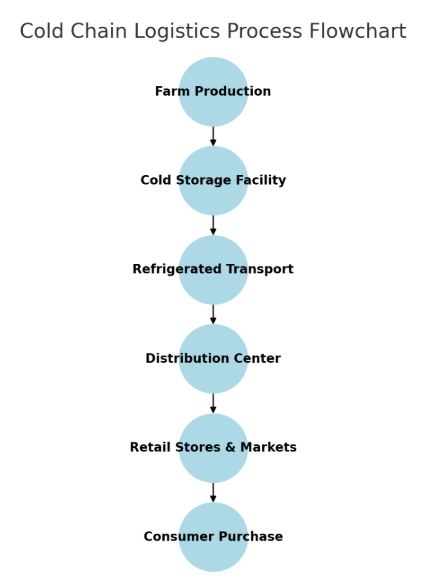 Cold Chain Logistics Process Flowchart
Farm Production
Cold Storage Facility
Refrigerated Transport
Distribution Center
Retail Stores & Markets
Consumer Purchase